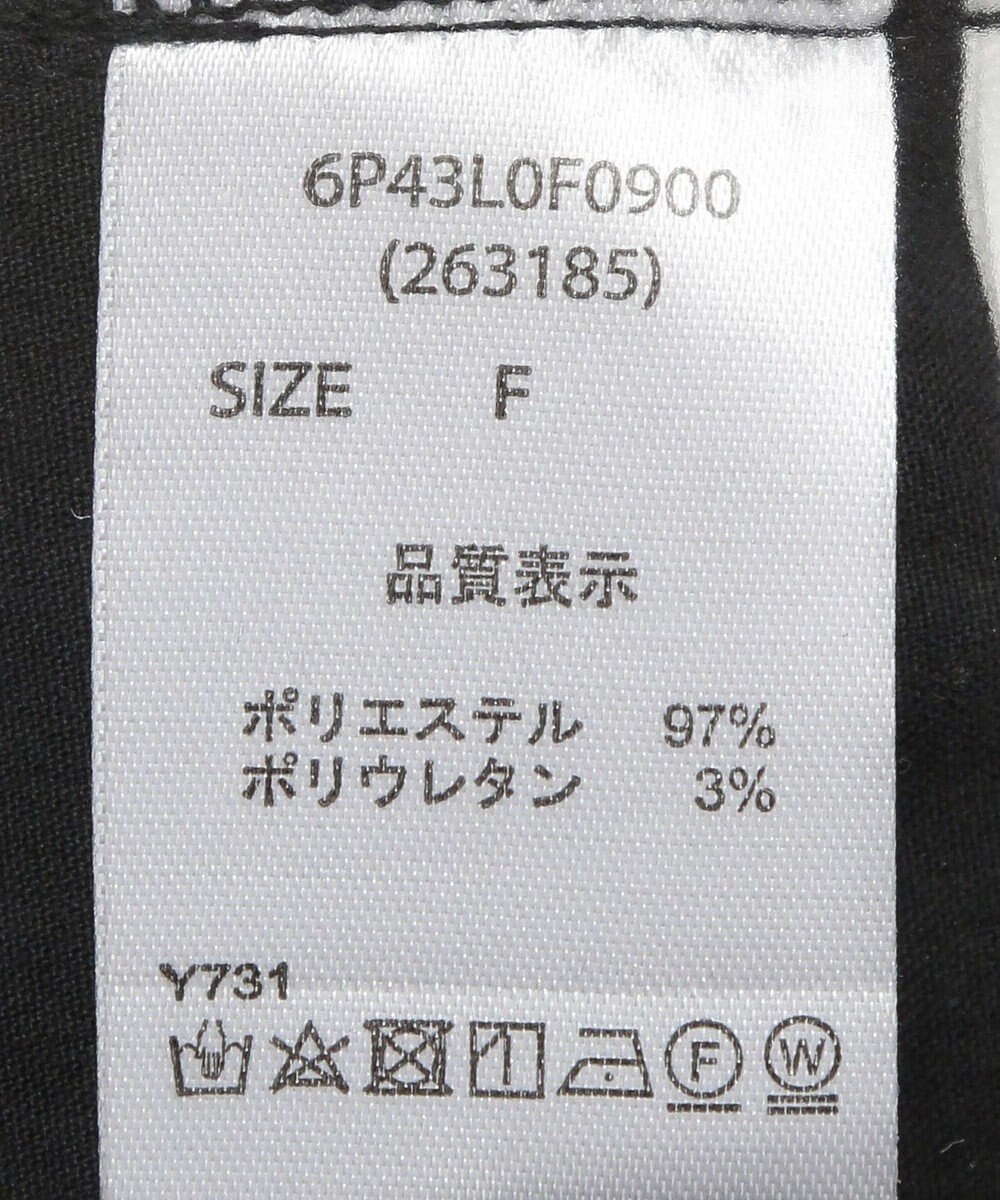 6P43L0F0900
(263185)
SIZE F
品質表示
ポリエステル 97%
ポリウレタン 3%
Y731
F W